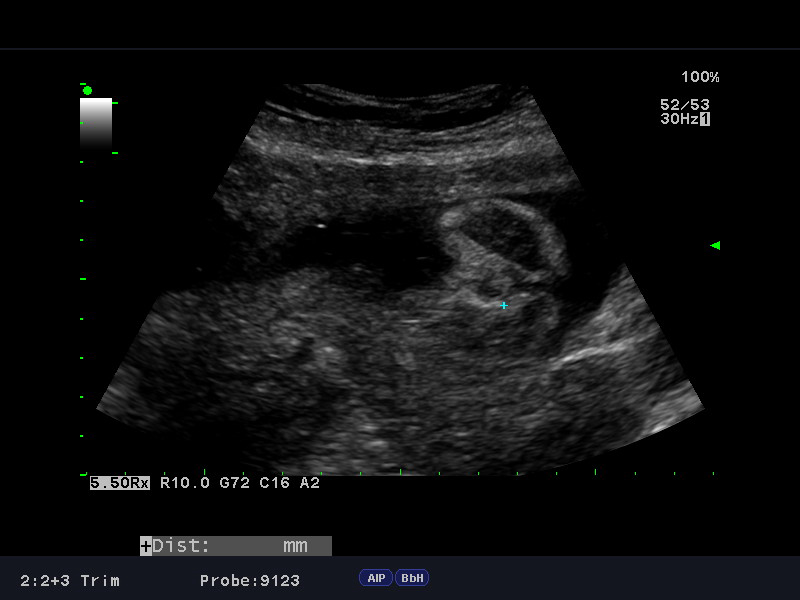 100%
52/53
30Hz1
5.50Rx R10.0 G72 C16 A2
+Dist: mm
2:2+3 Trim Probe:9123 AIP BbH